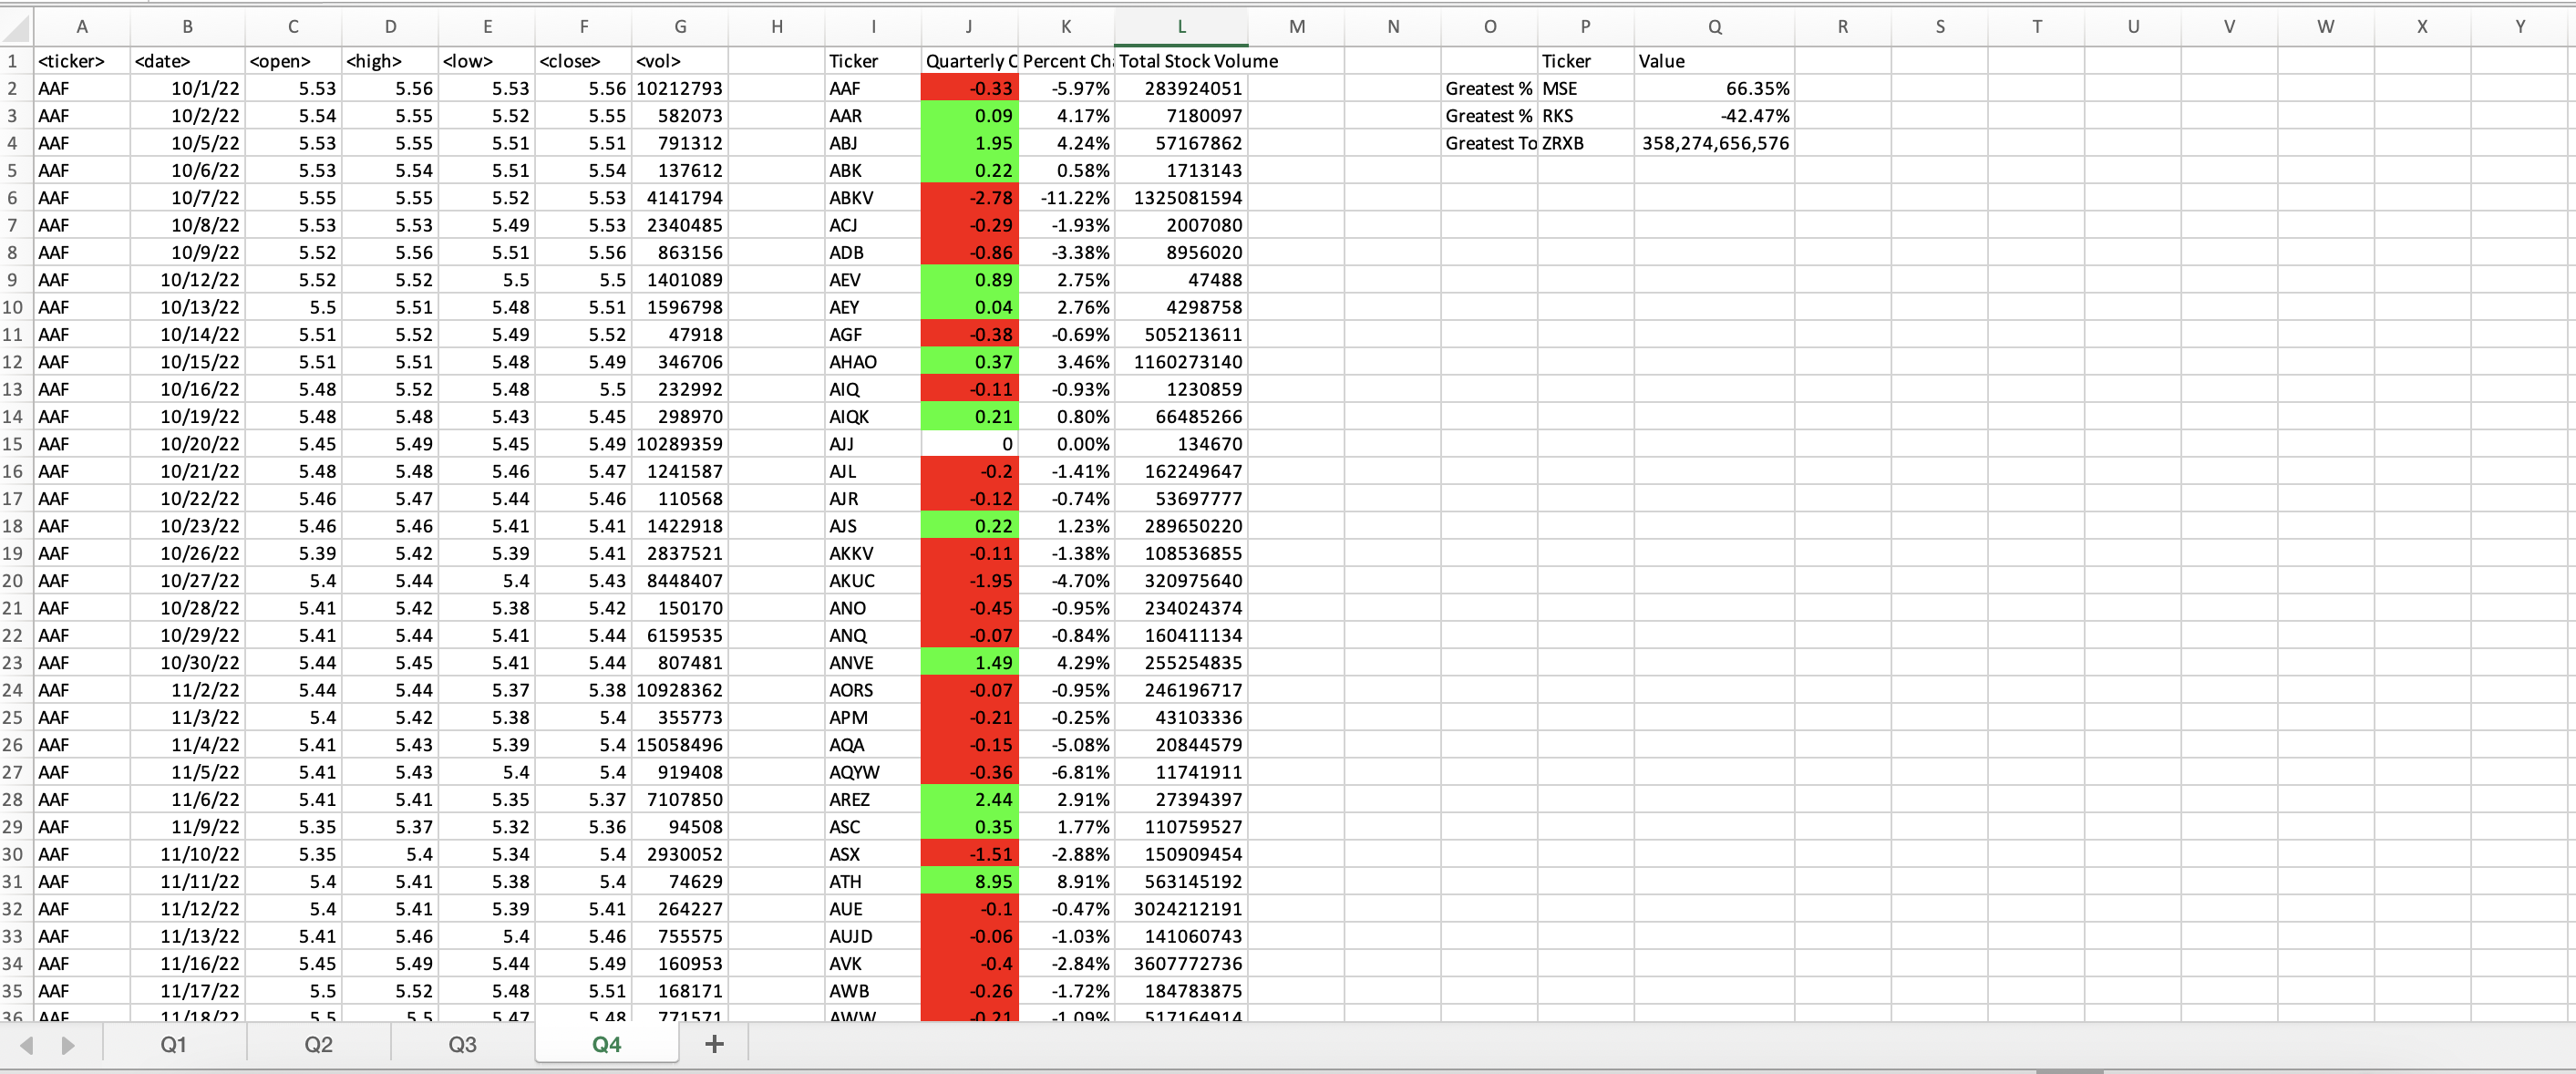 A B C D E F G H I J K L M N O P Q R S T U V W X Y
1 <ticker> <date> <open> <high> <low> <close> <vol> Ticker Quarterly C Percent Ch Total Stock Volume Ticker Value
2 AAF 10/1/22 5.53 5.56 5.53 5.56 10212793 AAF -0.33 -5.97% 283924051 Greatest % MSE 66.35%
3 AAF 10/2/22 5.54 5.55 5.52 5.55 582073 AAR 0.09 4.17% 7180097 Greatest % RKS -42.47%
4 AAF 10/5/22 5.53 5.55 5.51 5.51 791312 ABJ 1.95 4.24% 57167862 Greatest To ZRXB 358,274,656,576
5 AAF 10/6/22 5.53 5.54 5.51 5.54 137612 ABK 0.22 0.58% 1713143
6 AAF 10/7/22 5.55 5.55 5.52 5.53 4141794 ABKV -2.78 -11.22% 1325081594
7 AAF 10/8/22 5.53 5.53 5.49 5.53 2340485 ACJ -0.29 -1.93% 2007080
8 AAF 10/9/22 5.52 5.56 5.51 5.56 863156 ADB -0.86 -3.38% 8956020
9 AAF 10/12/22 5.52 5.52 5.5 5.5 1401089 AEV 0.89 2.75% 47488
10 AAF 10/13/22 5.5 5.51 5.48 5.51 1596798 AEY 0.04 2.76% 4298758
11 AAF 10/14/22 5.51 5.52 5.49 5.52 47918 AGF -0.38 -0.69% 505213611
12 AAF 10/15/22 5.51 5.51 5.48 5.49 346706 AHAO 0.37 3.46% 1160273140
13 AAF 10/16/22 5.48 5.52 5.48 5.5 232992 AIQ -0.11 -0.93% 1230859
14 AAF 10/19/22 5.48 5.48 5.43 5.45 298970 AIQK 0.21 0.80% 66485266
15 AAF 10/20/22 5.45 5.49 5.45 5.49 10289359 AJJ 0 0.00% 134670
16 AAF 10/21/22 5.48 5.48 5.46 5.47 1241587 AJL -0.2 -1.41% 162249647
17 AAF 10/22/22 5.46 5.47 5.44 5.46 110568 AJR -0.12 -0.74% 53697777
18 AAF 10/23/22 5.46 5.46 5.41 5.41 1422918 AJS 0.22 1.23% 289650220
19 AAF 10/26/22 5.39 5.42 5.39 5.41 2837521 AKKV -0.11 -1.38% 108536855
20 AAF 10/27/22 5.4 5.44 5.4 5.43 8448407 AKUC -1.95 -4.70% 320975640
21 AAF 10/28/22 5.41 5.42 5.38 5.42 150170 ANO -0.45 -0.95% 234024374
22 AAF 10/29/22 5.41 5.44 5.41 5.44 6159535 ANQ -0.07 -0.84% 160411134
23 AAF 10/30/22 5.44 5.45 5.41 5.44 807481 ANVE 1.49 4.29% 255254835
24 AAF 11/2/22 5.44 5.44 5.37 5.38 10928362 AORS -0.07 -0.95% 246196717
25 AAF 11/3/22 5.4 5.42 5.38 5.4 355773 APM -0.21 -0.25% 43103336
26 AAF 11/4/22 5.41 5.43 5.39 5.4 15058496 AQA -0.15 -5.08% 20844579
27 AAF 11/5/22 5.41 5.43 5.4 5.4 919408 AQYW -0.36 -6.81% 11741911
28 AAF 11/6/22 5.41 5.41 5.35 5.37 7107850 AREZ 2.44 2.91% 27394397
29 AAF 11/9/22 5.35 5.37 5.32 5.36 94508 ASC 0.35 1.77% 110759527
30 AAF 11/10/22 5.35 5.4 5.34 5.4 2930052 ASX -1.51 -2.88% 150909454
31 AAF 11/11/22 5.4 5.41 5.38 5.4 74629 ATH 8.95 8.91% 563145192
32 AAF 11/12/22 5.4 5.41 5.39 5.41 264227 AUE -0.1 -0.47% 3024212191
33 AAF 11/13/22 5.41 5.46 5.4 5.46 755575 AUJD -0.06 -1.03% 141060743
34 AAF 11/16/22 5.45 5.49 5.44 5.49 160953 AVK -0.4 -2.84% 3607772736
35 AAF 11/17/22 5.5 5.52 5.48 5.51 168171 AWB -0.26 -1.72% 184783875
36 AAF 11/18/22 5.5 5.5 5.47 5.48 771571 AWW -0.21 -1.09% 517164914
Q1 Q2 Q3 Q4 +